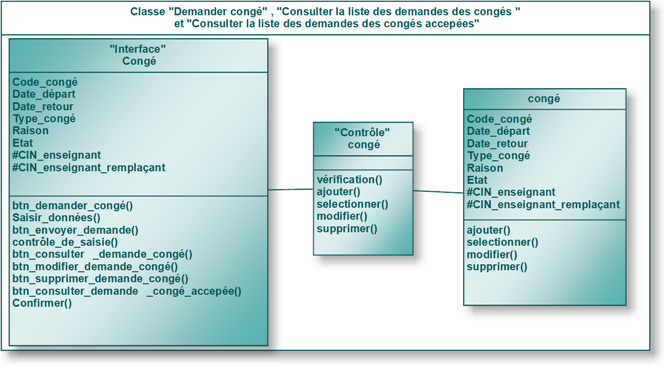 Classe "Demander congé" , "Consulter la liste des demandes des congés "
et "Consulter la liste des demandes des congés accepées"
"Interface"
Congé
Code_congé
Date_départ
Date_retour
Type_congé
Raison
Etat
#CIN_enseignant
#CIN_enseignant_remplaçant
btn_demander_congé()
Saisir_données()
btn_envoyer_demande()
contrôle_de_saisie()
btn_consulter _demande_congé()
btn_modifier_demande_congé()
btn_supprimer_demande_congé()
btn_consulter_demande _congé_accepée()
Confirmer()
"Contrôle"
congé
vérification()
ajouter()
selectionner()
modifier()
supprimer()
congé
Code_congé
Date_départ
Date_retour
Type_congé
Raison
Etat
#CIN_enseignant
#CIN_enseignant_remplaçant
ajouter()
selectionner()
modifier()
supprimer()